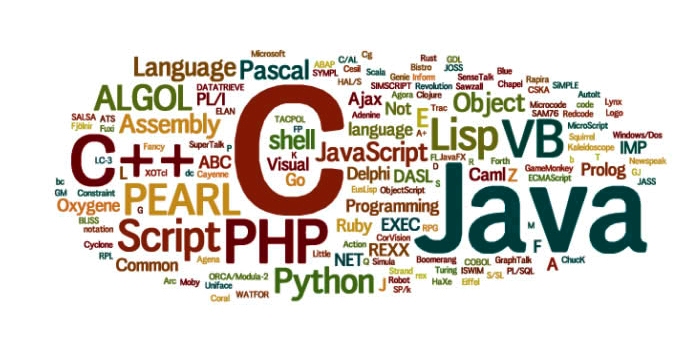 Microsoft
Language Pascal ABAP C/AL Cg Rust GDL
SYMPL Cesil Scala Bistro JOSS
DATATRIEVE HAL/S Genie Inform SenseTalk Blue
ALGOL PL/I SIMSCRIPT Revolution Sawzall Chapel Rapira SiMPLE
ELAN Ajax Agora Clojure CSKA AutoIt
SALSA ATS TACPOL Adenine Not Trac Object Microcode code Lynx
Fjölnir Fuxi Assembly FP E SAM76 Redcode Logo
C shell language A+ Lisp VB MicroScript
C++ Fancy SuperTalk P K JavaScript Squirrel Windows/Dos
LC-3 L XOTcl dc ABC Visual FL JavaFX Kaleidoscope IMP
Cayenne Go Delphi DASL D R Forth b T Newspeak
bc GM Constraint EusLisp ObjectScript S Caml Z GameMonkey Prolog GJ
Oxygene PEARL ECMAScript JASS
BLISS G Programming Java
notation Script PHP Ruby EXEC RPG M
Cyclone Action CorVision F
RPL Little REXX Boomerang COBOL GraphTalk ChucK
Common Agena NET Q Simula Turing ISWIM PL/SQL A
Arc Moby ORCA/Modula-2 Python Strand rex HaXe Eiffel S/SL
Uniface J Robot
Coral WATFOR SP/k